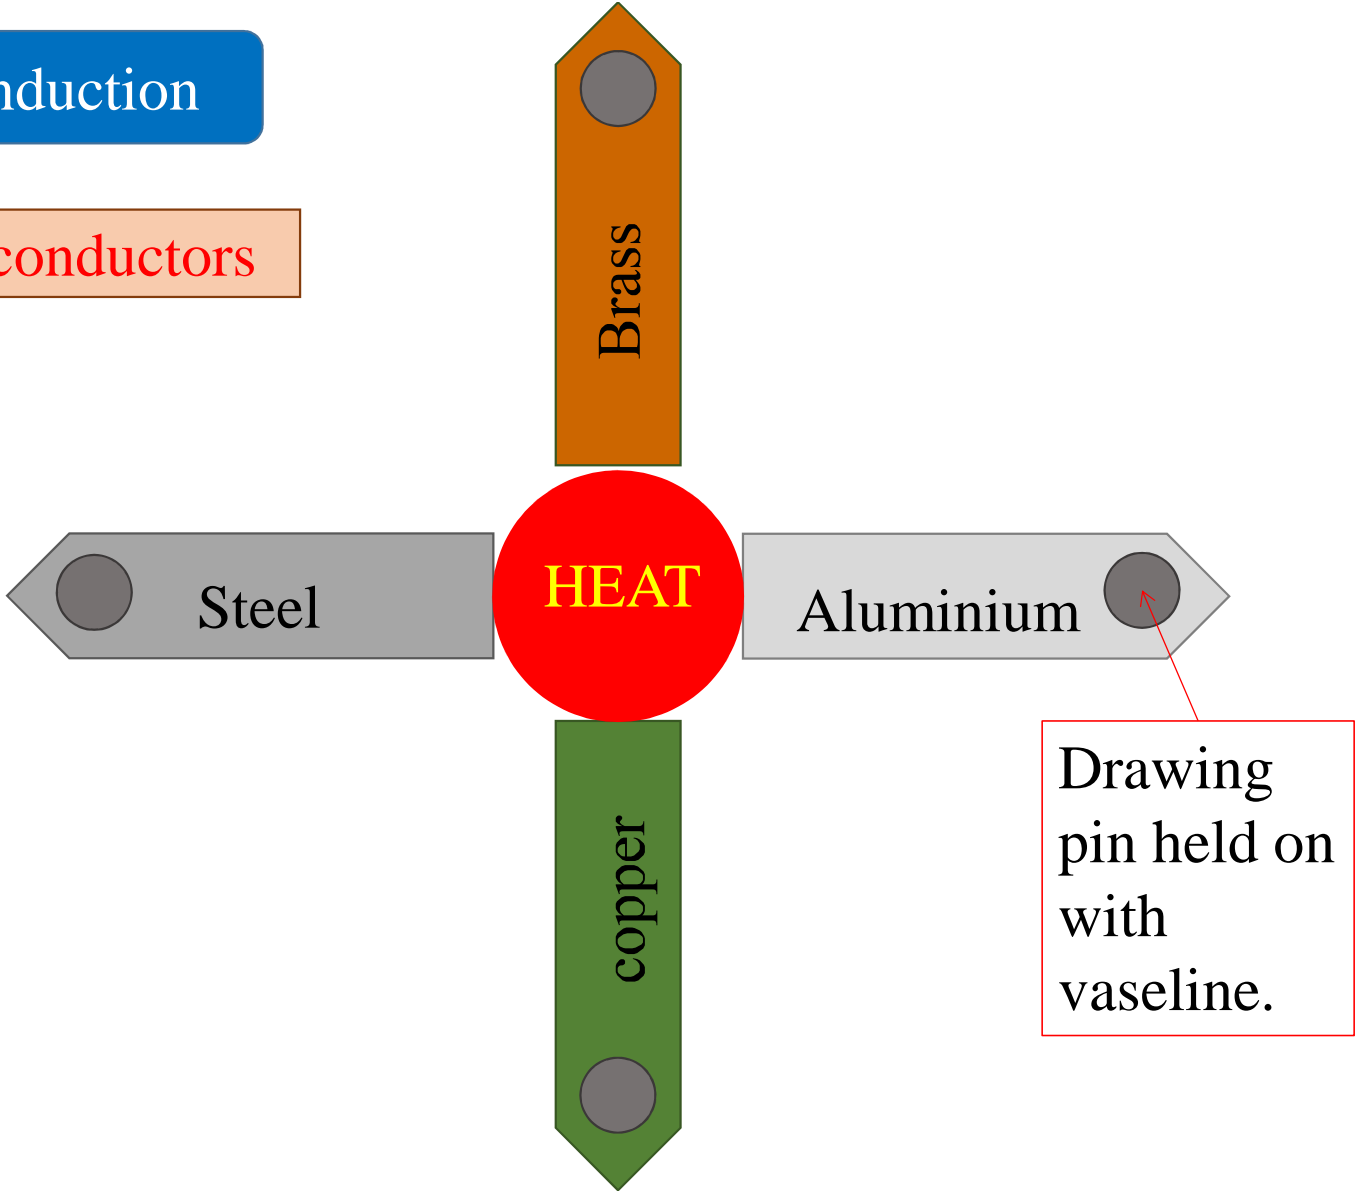 nduction
conductors
Brass
HEAT
Steel
Aluminium
copper
Drawing
pin held on
with
vaseline.